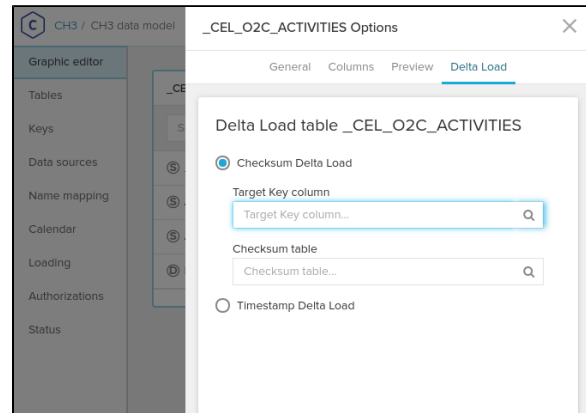 C CH3 / CH3 data model
_CEL_O2C_ACTIVITIES Options
General Columns Preview Delta Load
Graphic editor
Tables
Keys
Data sources
Name mapping
Calendar
Loading
Authorizations
Status
_CE
S
S
S
S
D
Delta Load table _CEL_O2C_ACTIVITIES
Checksum Delta Load
Target Key column
Target Key column...
Checksum table
Checksum table...
Timestamp Delta Load